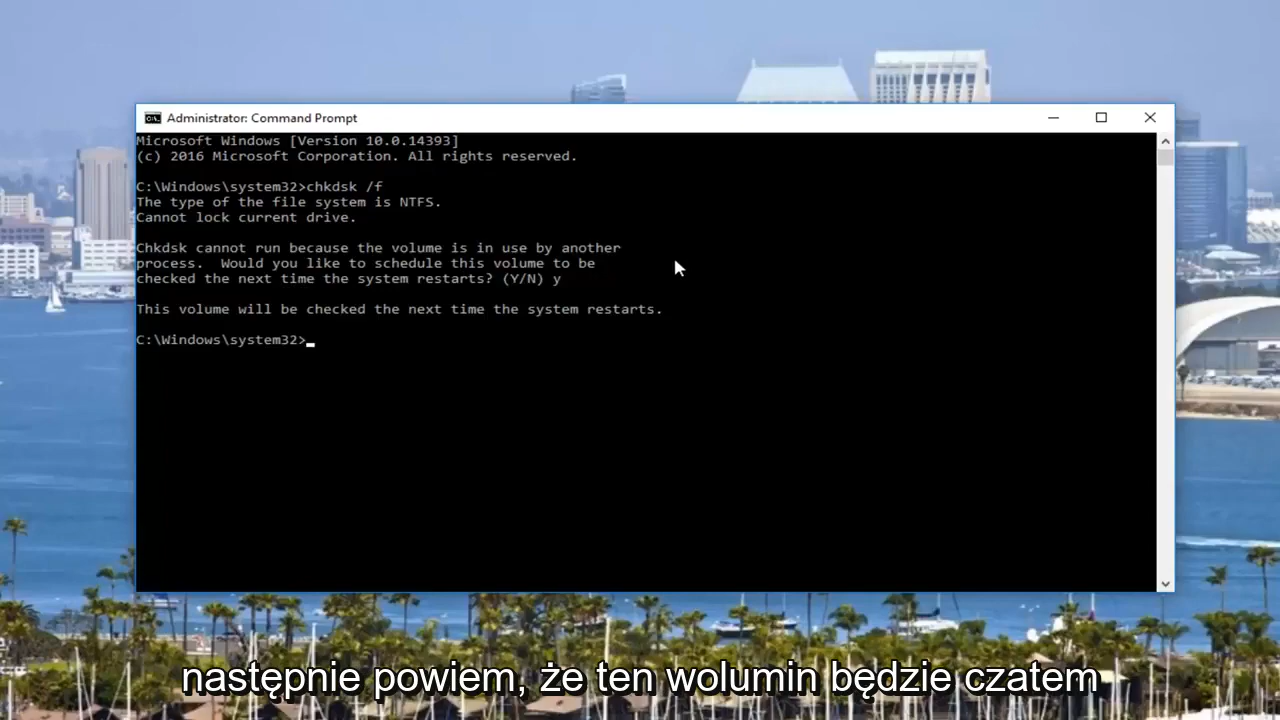 Administrator: Command Prompt
Microsoft Windows [Version 10.0.14393]
(c) 2016 Microsoft Corporation. All rights reserved.
C:\Windows\system32>chkdsk /f
The type of the file system is NTFS.
Cannot lock current drive.
Chkdsk cannot run because the volume is in use by another
process.  Would you like to schedule this volume to be
checked the next time the system restarts? (Y/N) y
This volume will be checked the next time the system restarts.
C:\Windows\system32>
następnie powiem, że ten wolumin będzie czatem